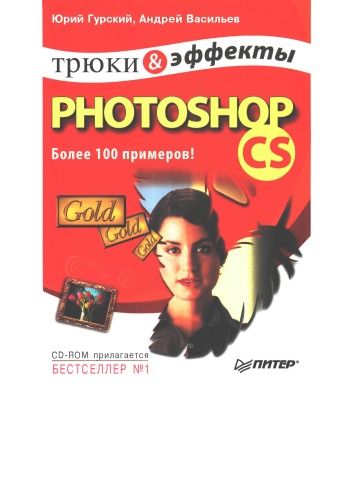 Юрий Гурский, Андрей Васильев
трюки & эффекты
PHOTOSHOP
CS
Более 100 примеров!
Gold
Gold
Gold
CD-ROM прилагается
БЕСТСЕЛЛЕР №1
ПИТЕР®